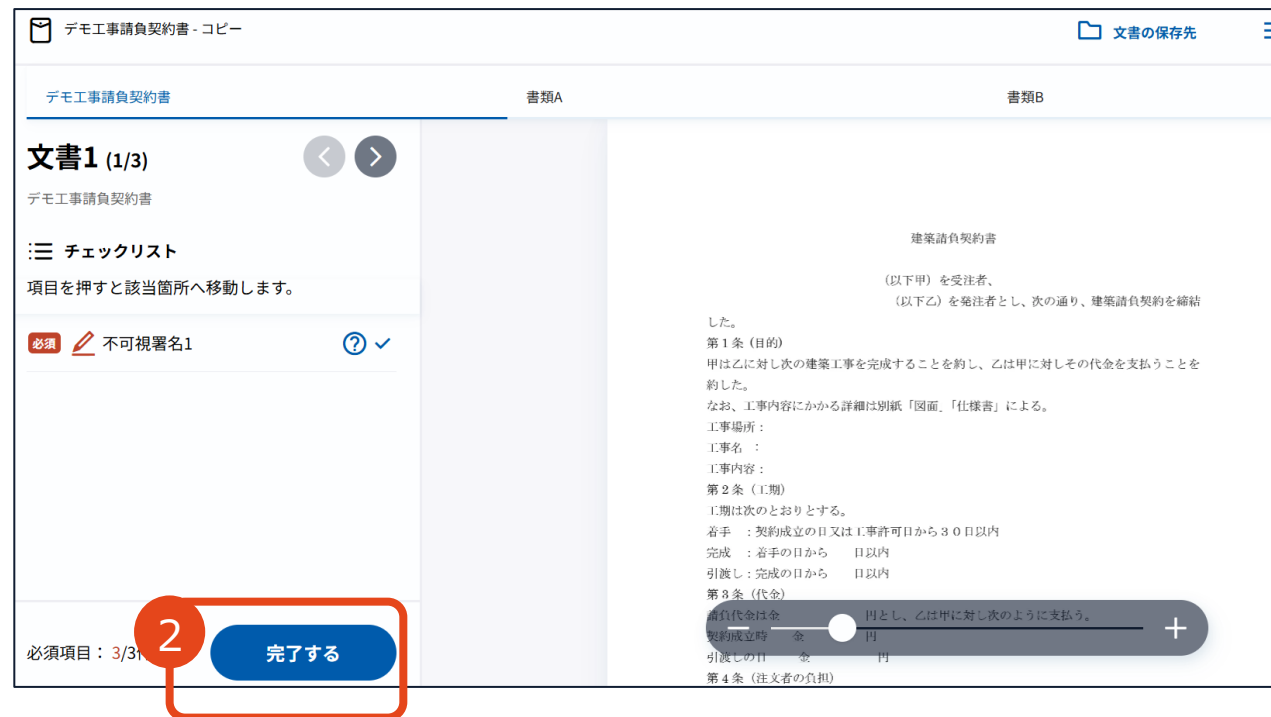 デモ工事請負契約書 - コピー
文書の保存先
デモ工事請負契約書
書類A
書類B
文書1 (1/3)
デモ工事請負契約書
チェックリスト
項目を押すと該当箇所へ移動します。
必須 不可視署名1
必須項目： 3/3
2
完了する
建築請負契約書
（以下甲）を受注者、
（以下乙）を発注者とし、次の通り、建築請負契約を締結
した。
第１条 (目的)
甲は乙に対し次の建築工事を完成することを約し、乙は甲に対しその代金を支払うことを
約した。
なお、工事内容にかかる詳細は別紙「図面」「仕様書」による。
工事場所：
工事名　：
工事内容：
第２条（工期）
工期は次のとおりとする。
着手　：契約成立の日又は工事許可日から３０日以内
完成　：着手の日から　　日以内
引渡し：完成の日から　　日以内
第３条（代金）
請負代金は金　　　　　　円とし、乙は甲に対し次のように支払う。
契約成立時　　金　　　　円
引渡しの日　　金　　　　　円
第４条（注文者の負担）